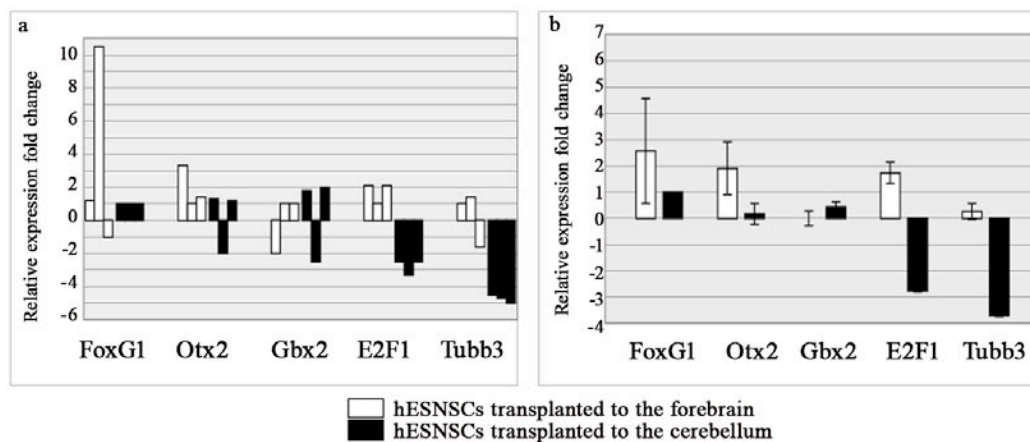 a
Relative expression fold change
10
8
6
4
2
0
-2
-4
-6
FoxG1 Otx2 Gbx2 E2F1 Tubb3
b
Relative expression fold change
7
6
5
4
3
2
1
0
-1
-2
-3
-4
FoxG1 Otx2 Gbx2 E2F1 Tubb3
hESNSCs transplanted to the forebrain
hESNSCs transplanted to the cerebellum